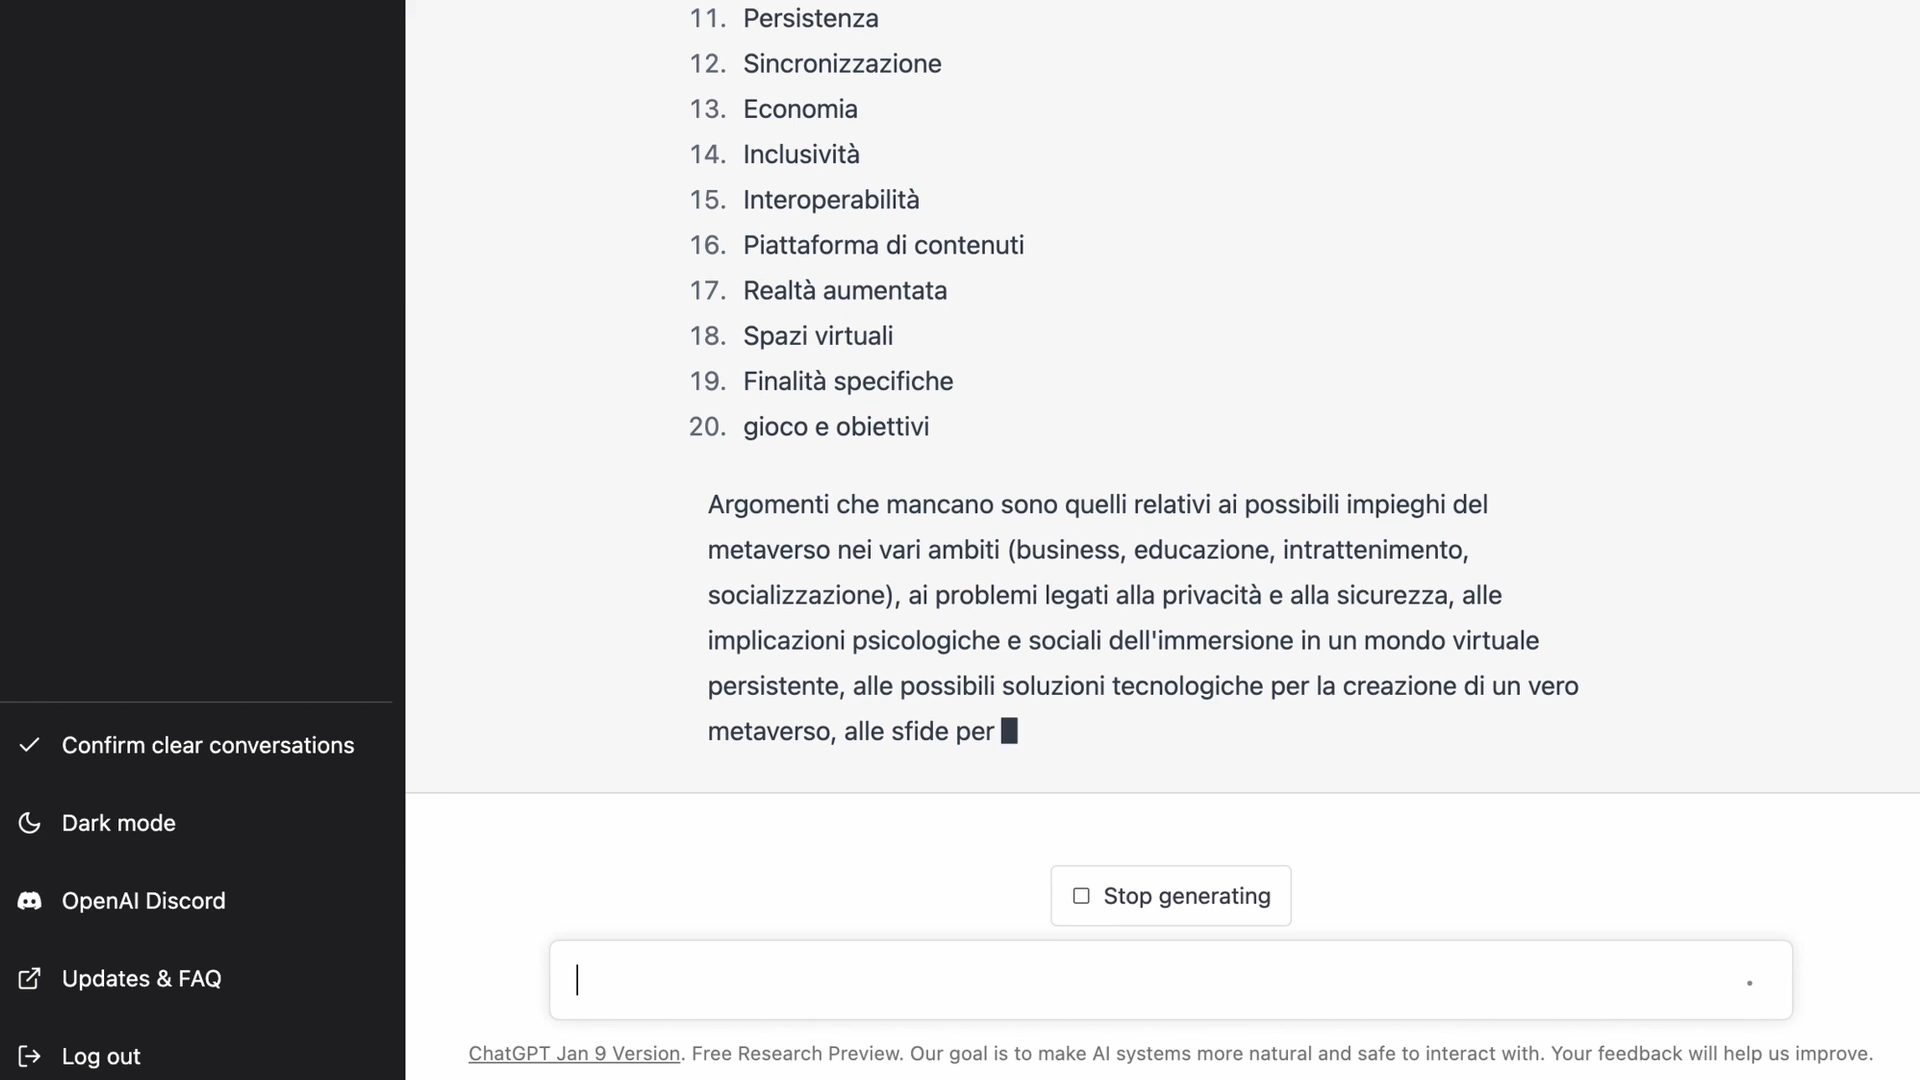 11. Persistenza
12. Sincronizzazione
13. Economia
14. Inclusività
15. Interoperabilità
16. Piattaforma di contenuti
17. Realtà aumentata
18. Spazi virtuali
19. Finalità specifiche
20. gioco e obiettivi
Argomenti che mancano sono quelli relativi ai possibili impieghi del
metaverso nei vari ambiti (business, educazione, intrattenimento,
socializzazione), ai problemi legati alla privacità e alla sicurezza, alle
implicazioni psicologiche e sociali dell'immersione in un mondo virtuale
persistente, alle possibili soluzioni tecnologiche per la creazione di un vero
metaverso, alle sfide per
Confirm clear conversations
Dark mode
OpenAI Discord
Updates & FAQ
Log out
Stop generating
ChatGPT Jan 9 Version. Free Research Preview. Our goal is to make AI systems more natural and safe to interact with. Your feedback will help us improve.